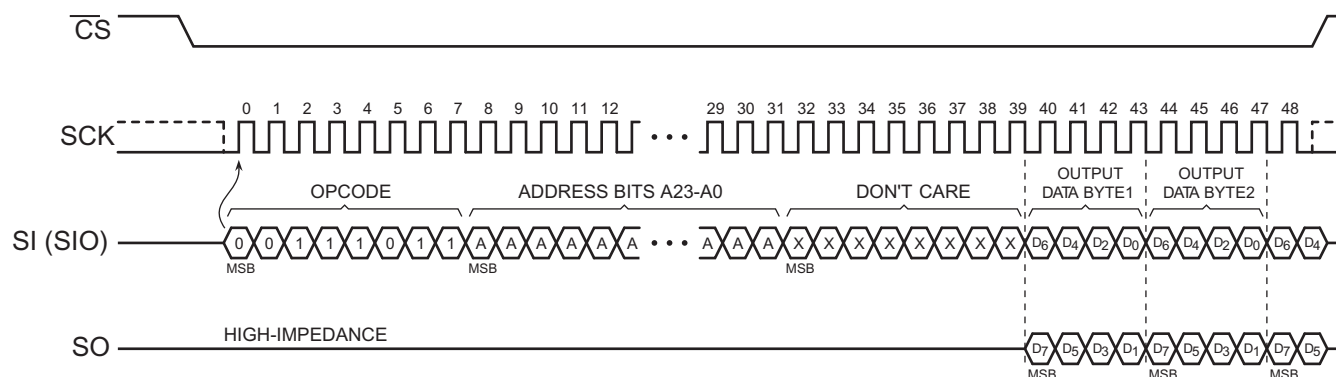 CS
0 1 2 3 4 5 6 7 8 9 10 11 12 29 30 31 32 33 34 35 36 37 38 39 40 41 42 43 44 45 46 47 48
SCK
OPCODE ADDRESS BITS A23-A0 DON'T CARE OUTPUT DATA BYTE1 OUTPUT DATA BYTE2
SI (SIO) 0 0 1 1 1 0 1 1 A A A A A A A A A X X X X X X X X D6 D4 D2 D0 D6 D4 D2 D0 D6 D4
MSB MSB MSB
HIGH-IMPEDANCE
SO D7 D5 D3 D1 D7 D5 D3 D1 D7 D5
MSB MSB MSB